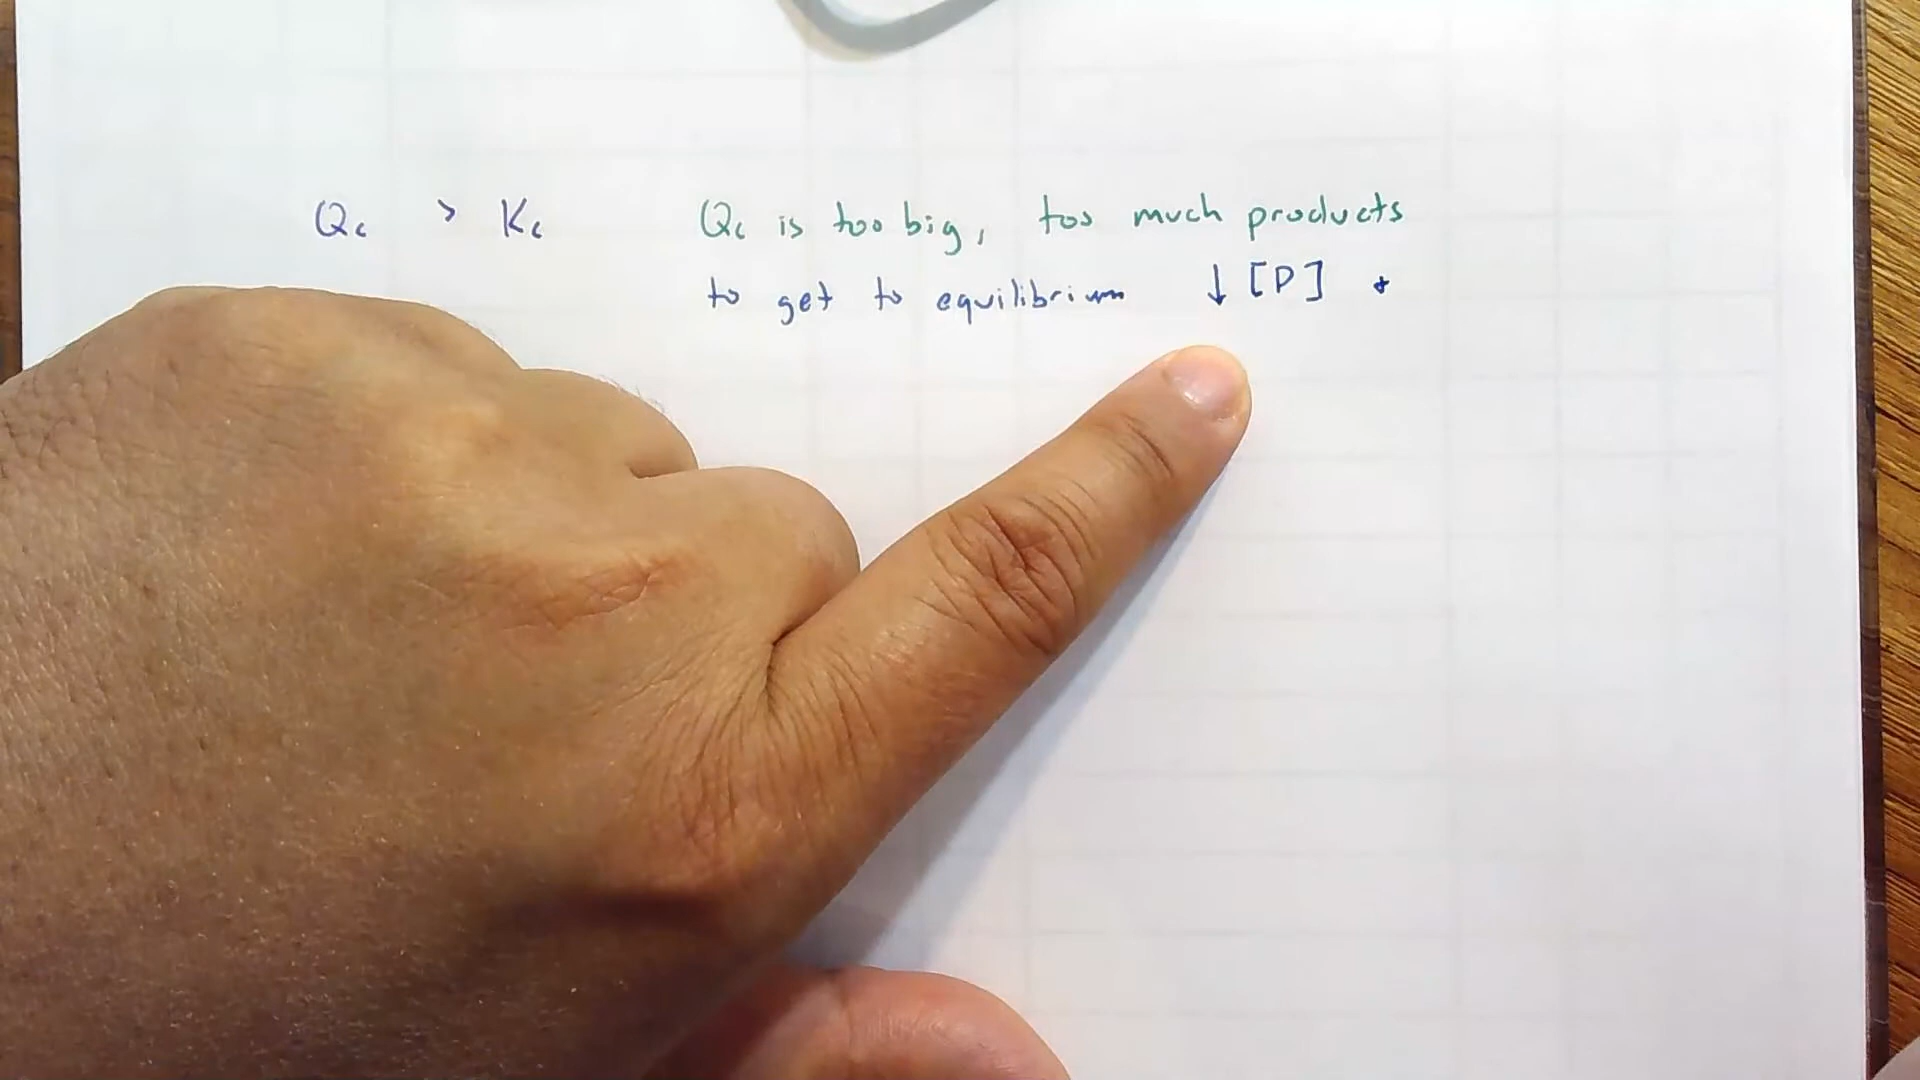 Qc > Kc Qc is too big, too much products
to get to equilibrium ↓ [P] +